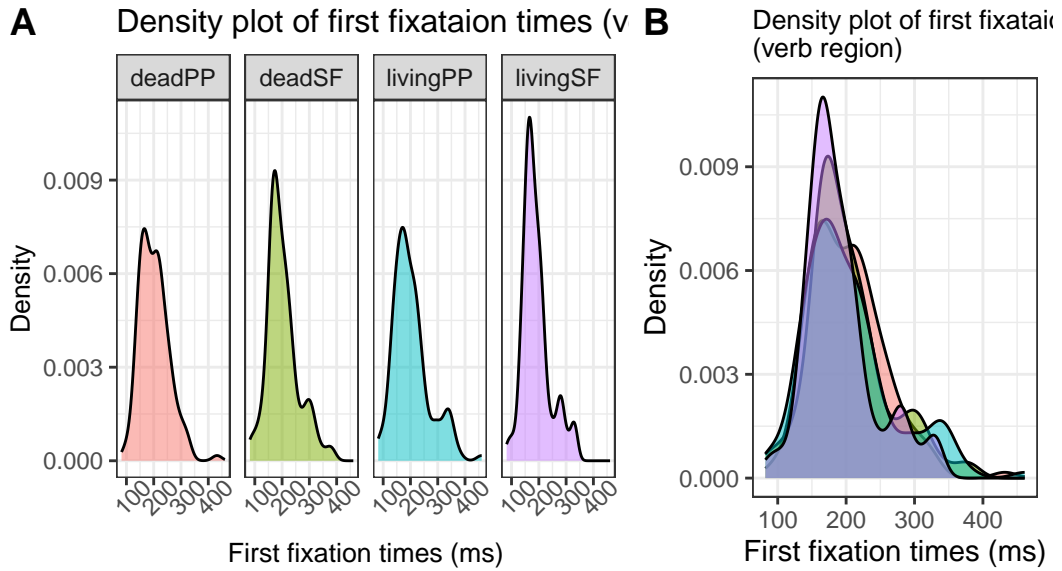 A
Density plot of first fixataion times (v
deadPP
deadSF
livingPP
livingSF
Density
0.009
0.006
0.003
0.000
100 200 300 400
100 200 300 400
100 200 300 400
100 200 300 400
First fixation times (ms)
B
Density plot of first fixataio
(verb region)
Density
0.009
0.006
0.003
0.000
100 200 300 400
First fixation times (ms)